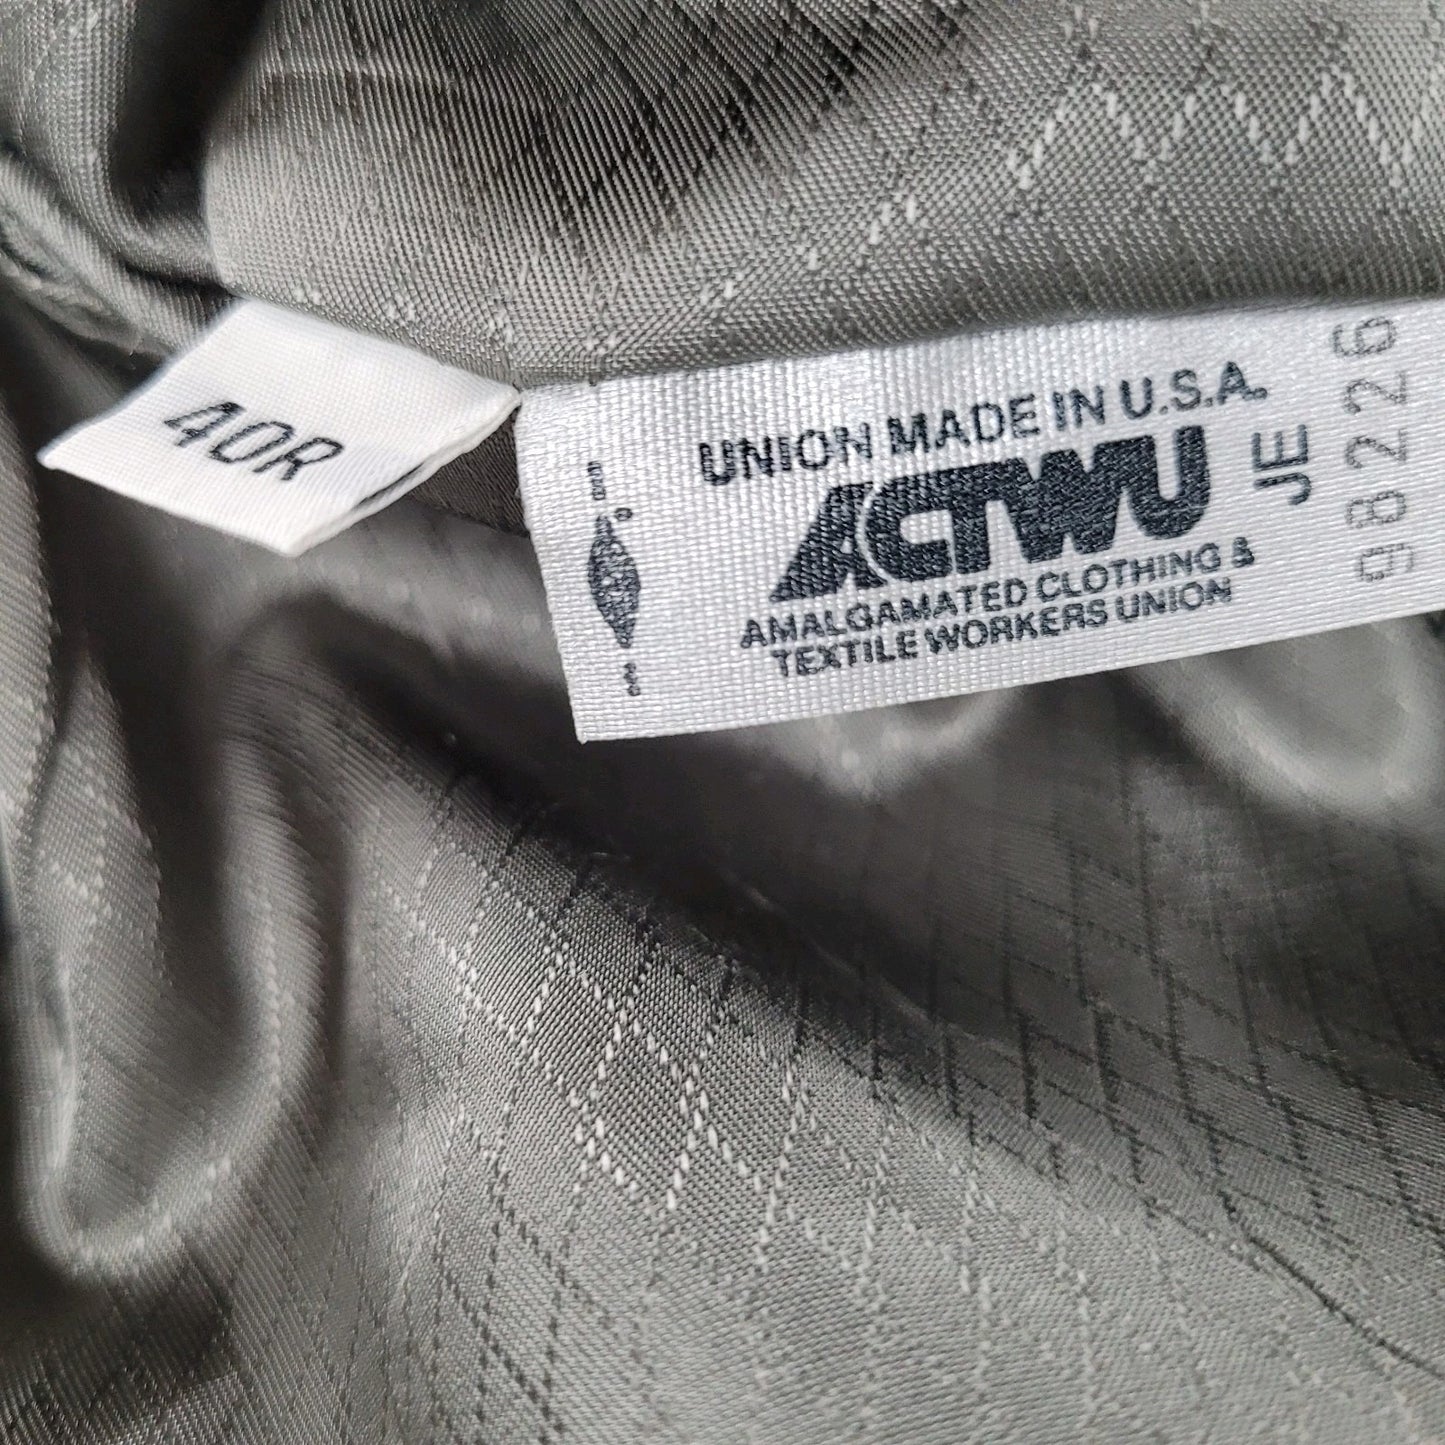 40R
UNION MADE IN U.S.A.
ACTWU
AMALGAMATED CLOTHING &
TEXTILE WORKERS UNION
JE
98226